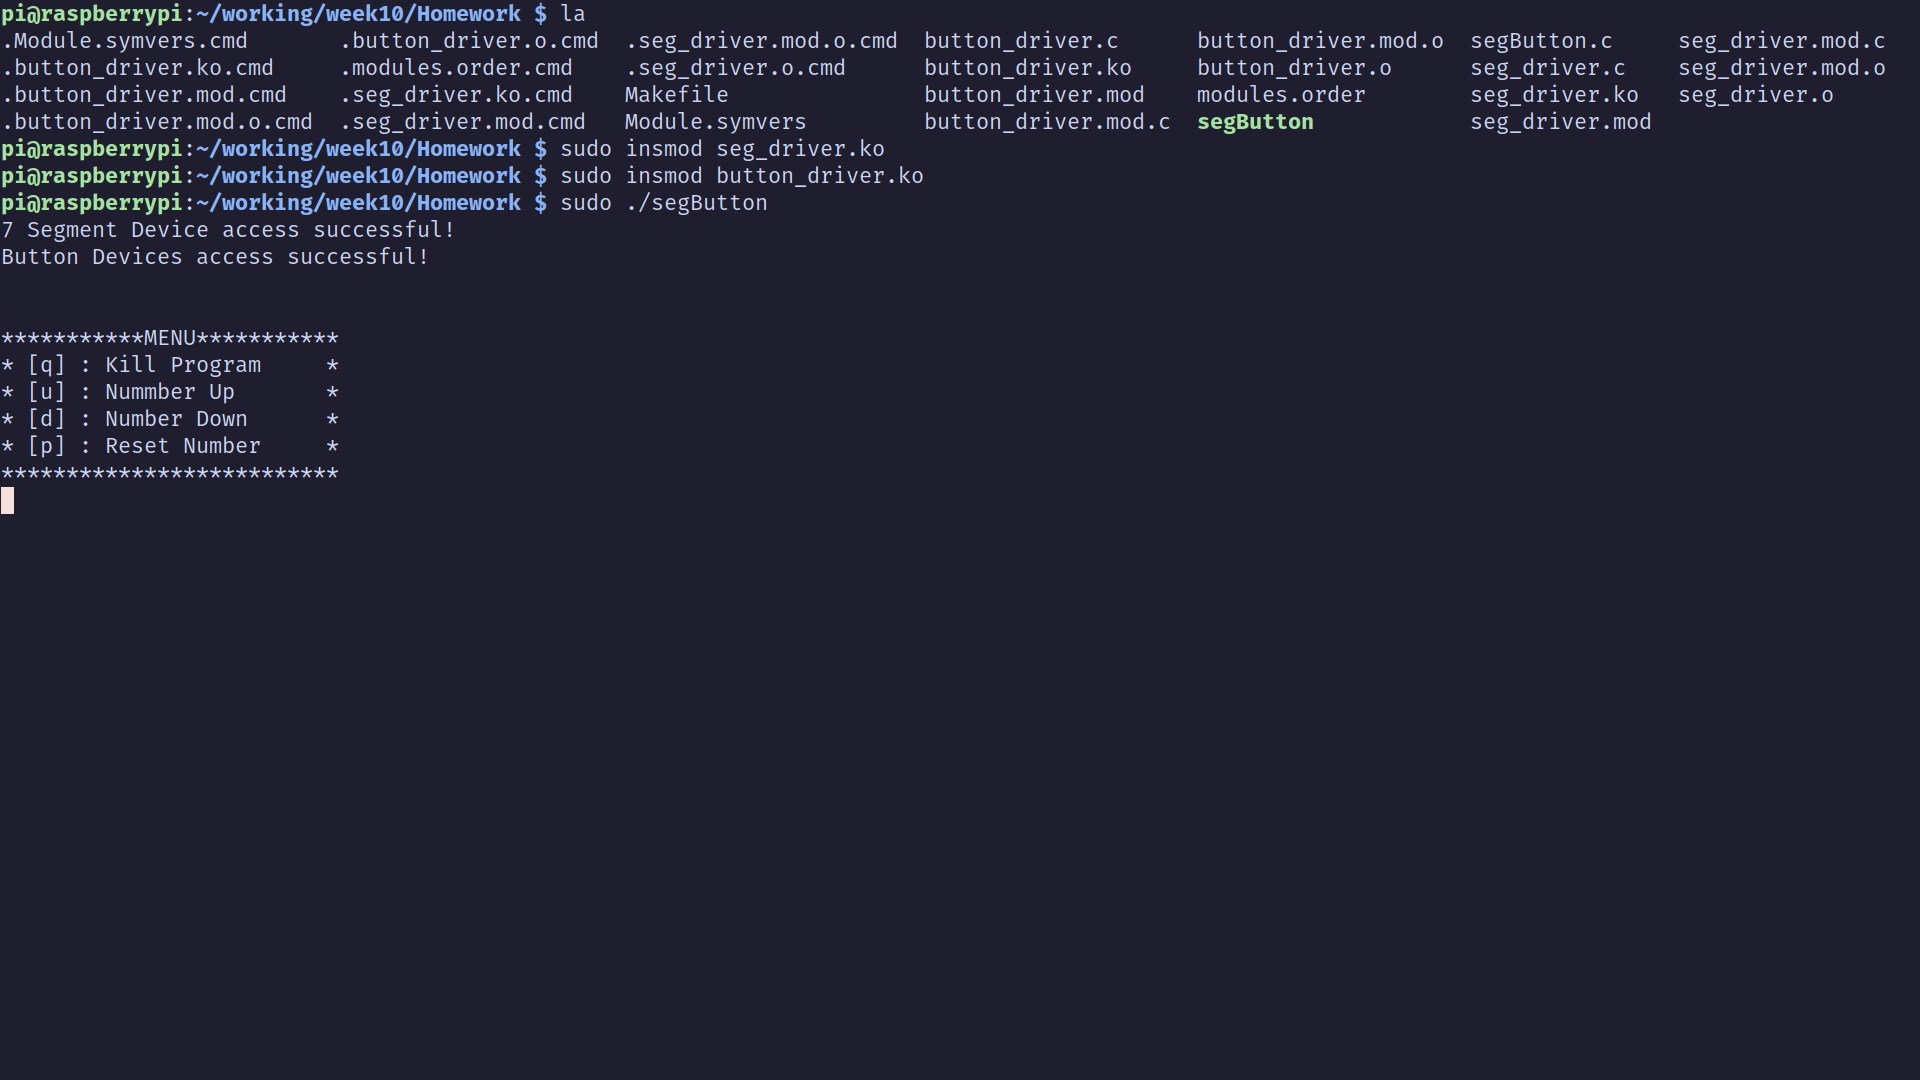 pi@raspberrypi:~/working/week10/Homework $ la
.Module.symvers.cmd       .button_driver.o.cmd  .seg_driver.mod.o.cmd  button_driver.c      button_driver.mod.o  segButton.c     seg_driver.mod.c
.button_driver.ko.cmd     .modules.order.cmd    .seg_driver.o.cmd      button_driver.ko     button_driver.o      seg_driver.c    seg_driver.mod.o
.button_driver.mod.cmd    .seg_driver.ko.cmd    Makefile               button_driver.mod    modules.order        seg_driver.ko   seg_driver.o
.button_driver.mod.o.cmd  .seg_driver.mod.cmd   Module.symvers         button_driver.mod.c  segButton            seg_driver.mod
pi@raspberrypi:~/working/week10/Homework $ sudo insmod seg_driver.ko
pi@raspberrypi:~/working/week10/Homework $ sudo insmod button_driver.ko
pi@raspberrypi:~/working/week10/Homework $ sudo ./segButton
7 Segment Device access successful!
Button Devices access successful!
***********MENU***********
* [q] : Kill Program     *
* [u] : Nummber Up       *
* [d] : Number Down      *
* [p] : Reset Number     *
**************************